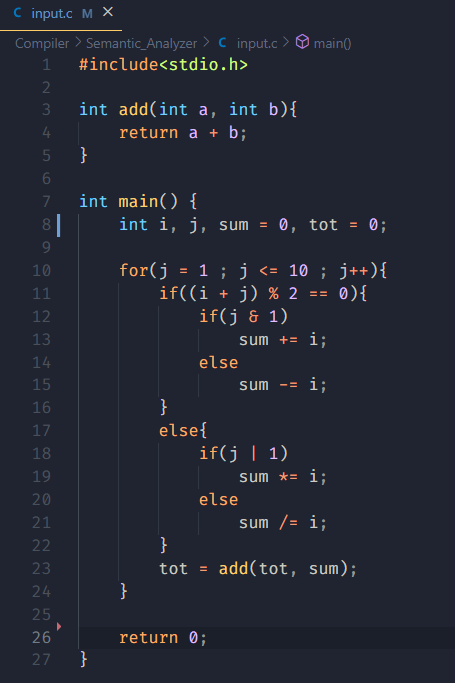 C input.c M ×
Compiler > Semantic_Analyzer > C input.c > main()
1 #include<stdio.h>
2
3 int add(int a, int b){
4     return a + b;
5 }
6
7 int main() {
8     int i, j, sum = 0, tot = 0;
9
10     for(j = 1 ; j <= 10 ; j++){
11         if((i + j) % 2 == 0){
12             if(j & 1)
13                 sum += i;
14             else
15                 sum -= i;
16         }
17         else{
18             if(j | 1)
19                 sum *= i;
20             else
21                 sum /= i;
22         }
23         tot = add(tot, sum);
24     }
25
26     return 0;
27 }